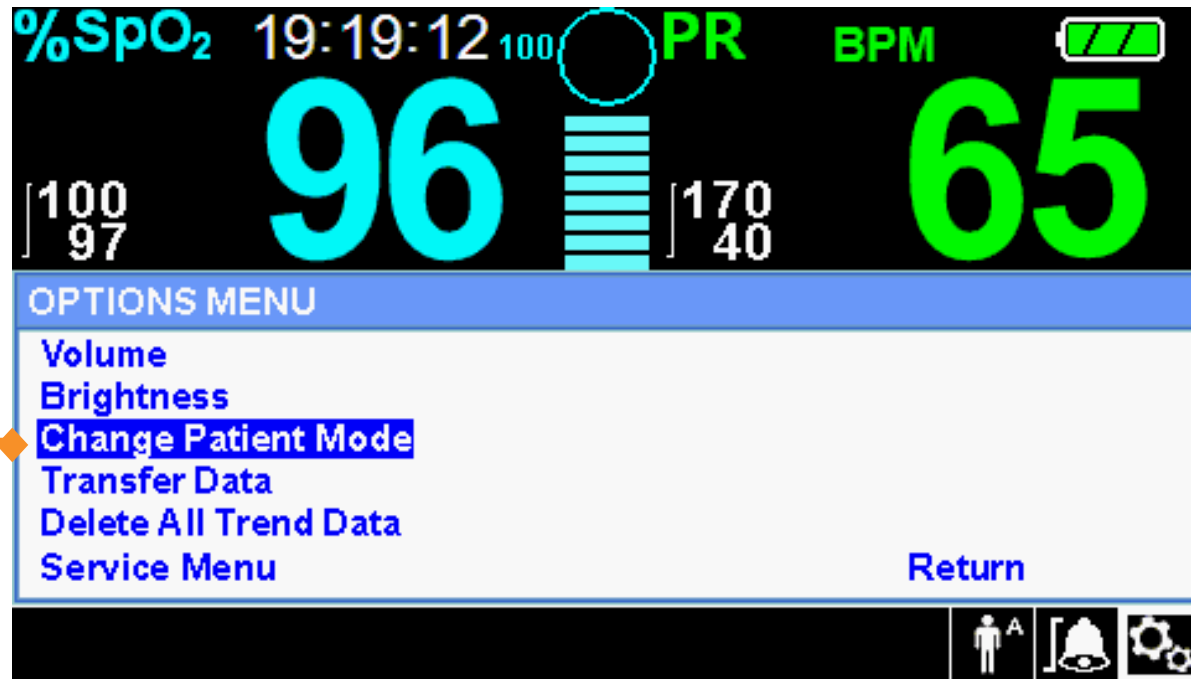 %SpO₂ 19:19:12 100 PR BPM
96 65
100 170
97 40
OPTIONS MENU
Volume
Brightness
Change Patient Mode
Transfer Data
Delete All Trend Data
Service Menu Return
A